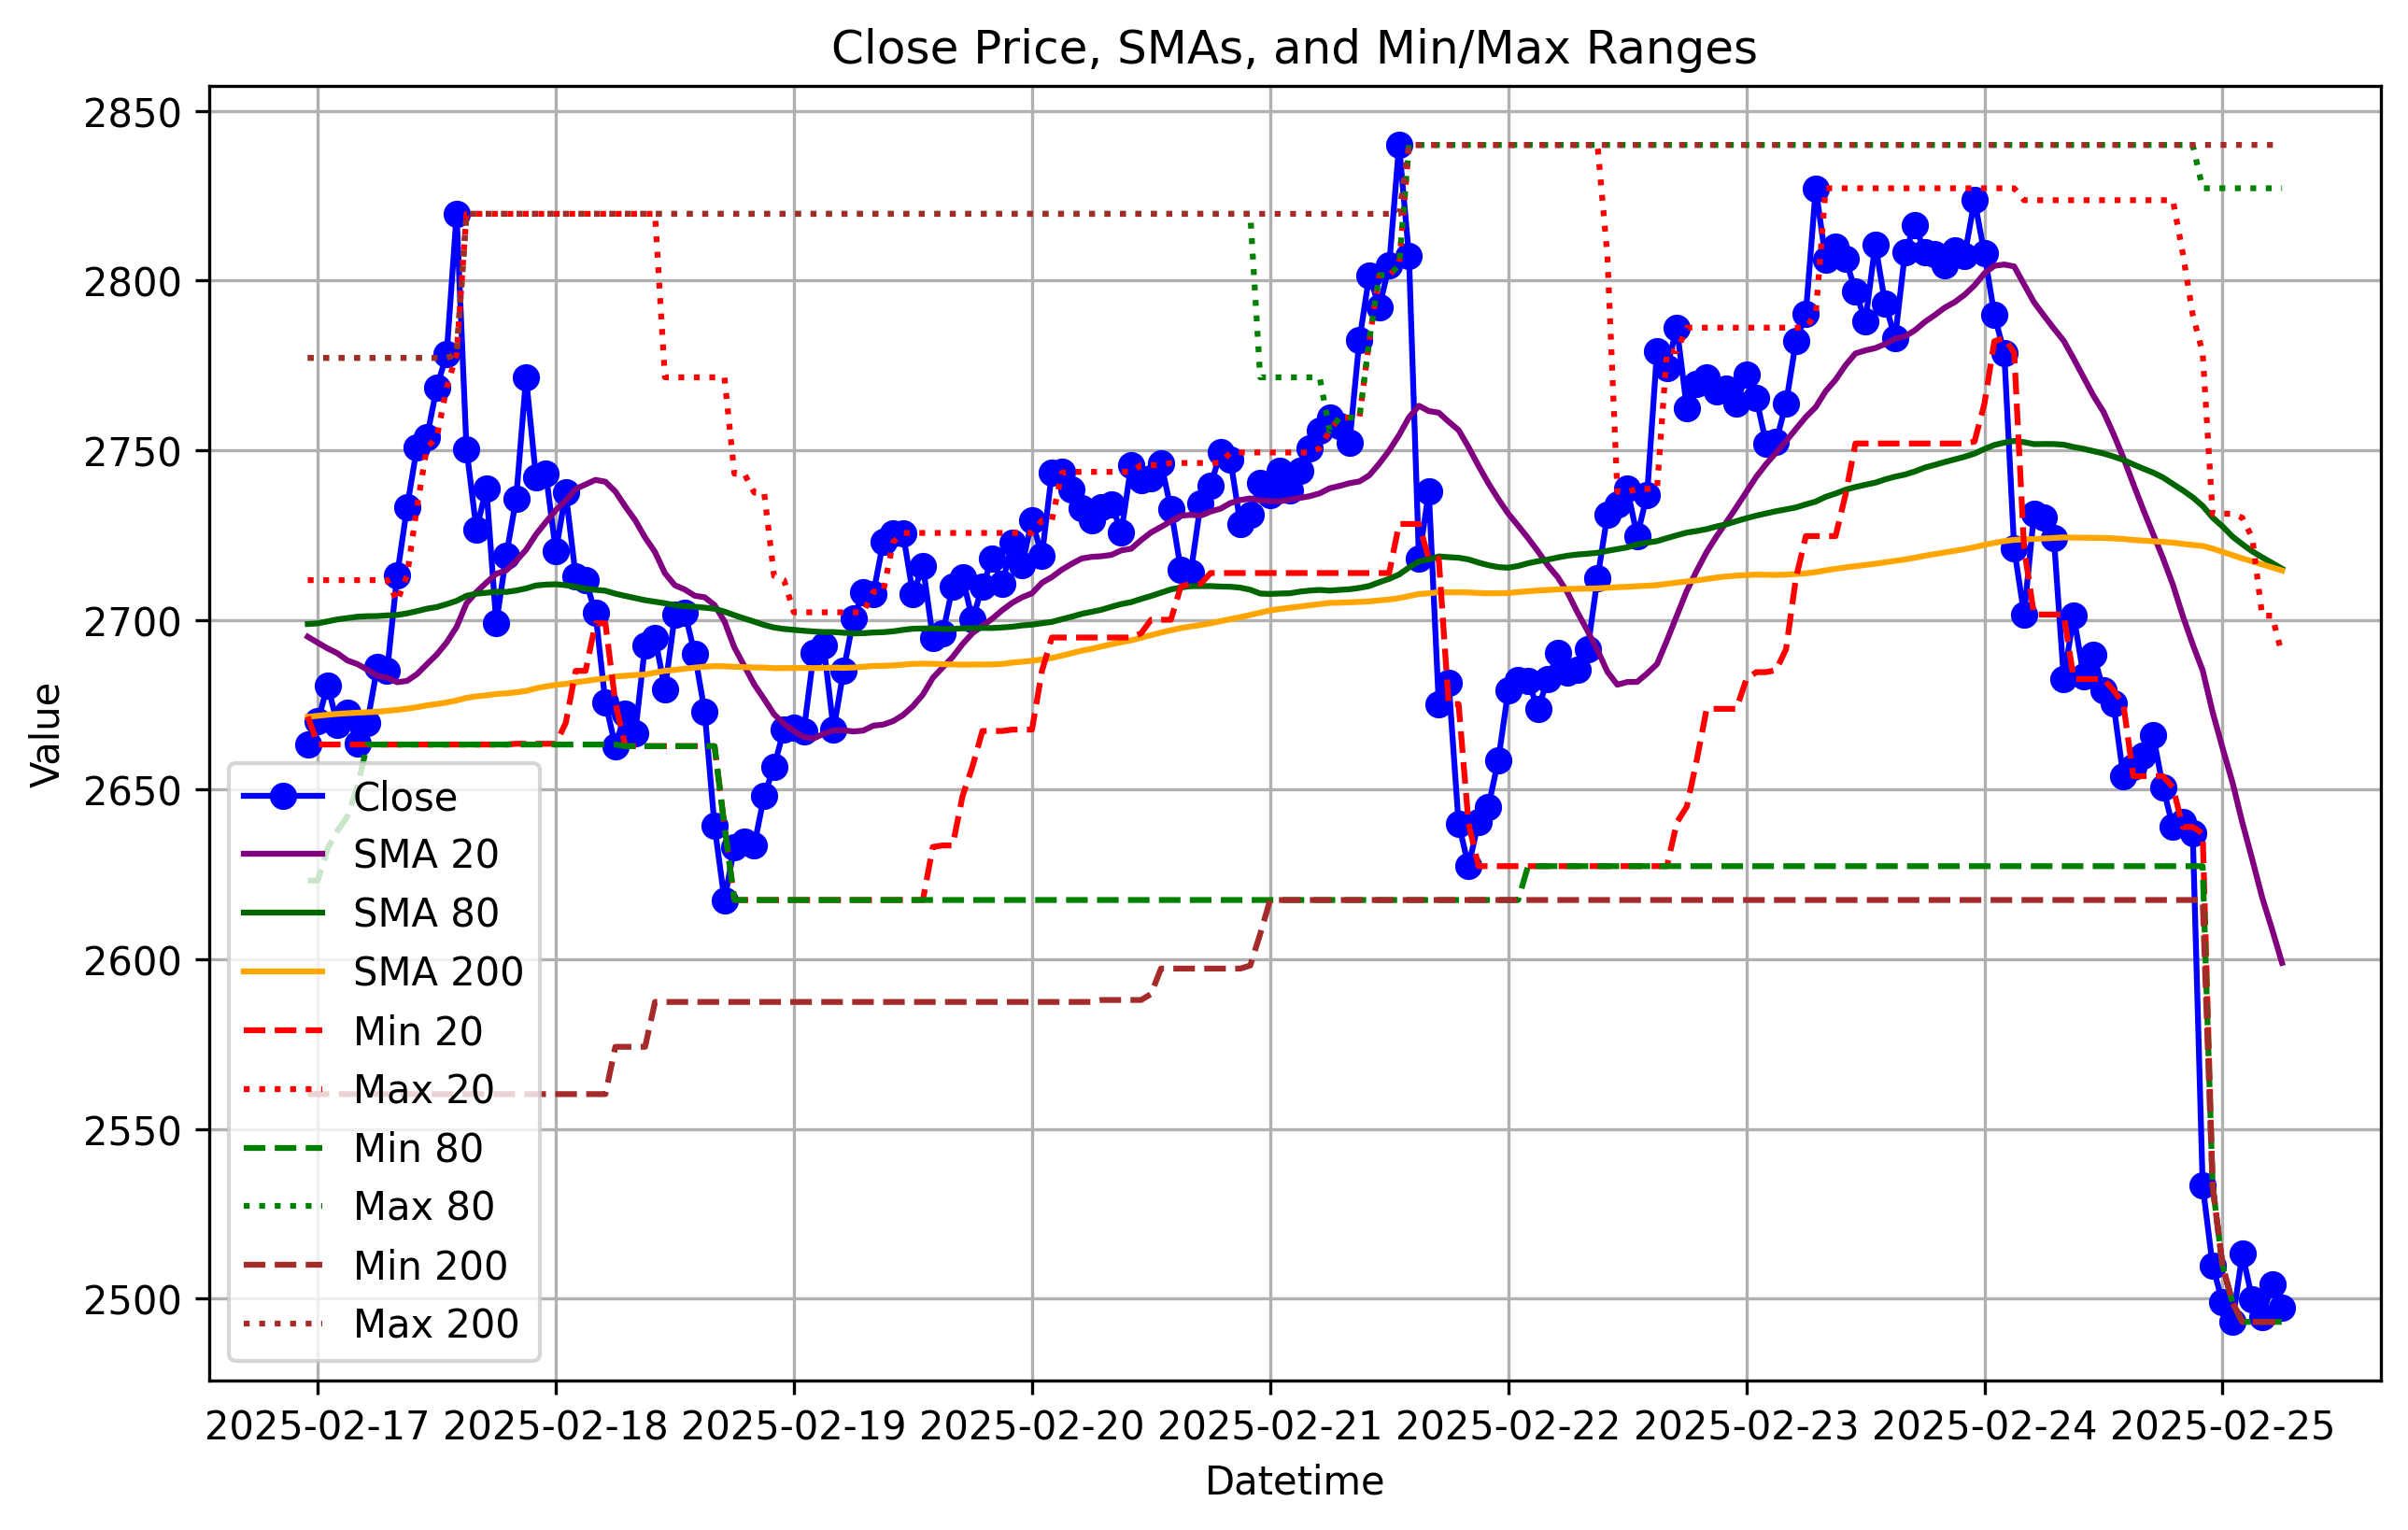 Close Price, SMAs, and Min/Max Ranges
2850
2800
2750
2700
2650
2600
2550
2500
Value
Close
SMA 20
SMA 80
SMA 200
Min 20
Max 20
Min 80
Max 80
Min 200
Max 200
2025-02-17 2025-02-18 2025-02-19 2025-02-20 2025-02-21 2025-02-22 2025-02-23 2025-02-24 2025-02-25
Datetime